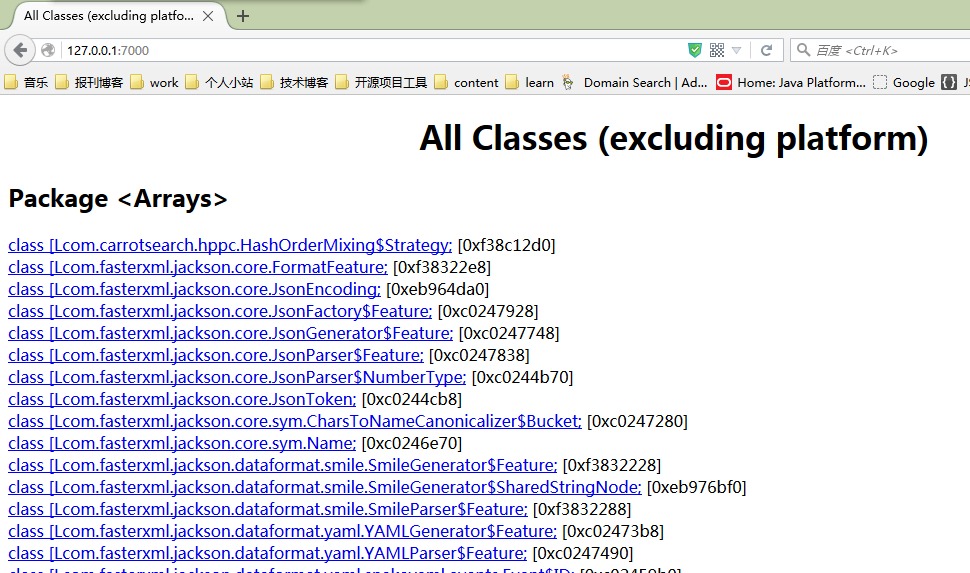 All Classes (excluding platfo...
127.0.0.1:7000
百度 <Ctrl+K>
音乐 报刊博客 work 个人小站 技术博客 开源项目工具 content learn Domain Search | Ad... Home: Java Platform... Google
All Classes (excluding platform)
Package <Arrays>
class [Lcom.carrotsearch.hppc.HashOrderMixing$Strategy; [0xf38c12d0]
class [Lcom.fasterxml.jackson.core.FormatFeature; [0xf38322e8]
class [Lcom.fasterxml.jackson.core.JsonEncoding; [0xeb964da0]
class [Lcom.fasterxml.jackson.core.JsonFactory$Feature; [0xc0247928]
class [Lcom.fasterxml.jackson.core.JsonGenerator$Feature; [0xc0247748]
class [Lcom.fasterxml.jackson.core.JsonParser$Feature; [0xc0247838]
class [Lcom.fasterxml.jackson.core.JsonParser$NumberType; [0xc0244b70]
class [Lcom.fasterxml.jackson.core.JsonToken; [0xc0244cb8]
class [Lcom.fasterxml.jackson.core.sym.CharsToNameCanonicalizer$Bucket; [0xc0247280]
class [Lcom.fasterxml.jackson.core.sym.Name; [0xc0246e70]
class [Lcom.fasterxml.jackson.dataformat.smile.SmileGenerator$Feature; [0xf3832228]
class [Lcom.fasterxml.jackson.dataformat.smile.SmileGenerator$SharedStringNode; [0xeb976bf0]
class [Lcom.fasterxml.jackson.dataformat.smile.SmileParser$Feature; [0xf3832288]
class [Lcom.fasterxml.jackson.dataformat.yaml.YAMLGenerator$Feature; [0xc02473b8]
class [Lcom.fasterxml.jackson.dataformat.yaml.YAMLParser$Feature; [0xc0247490]